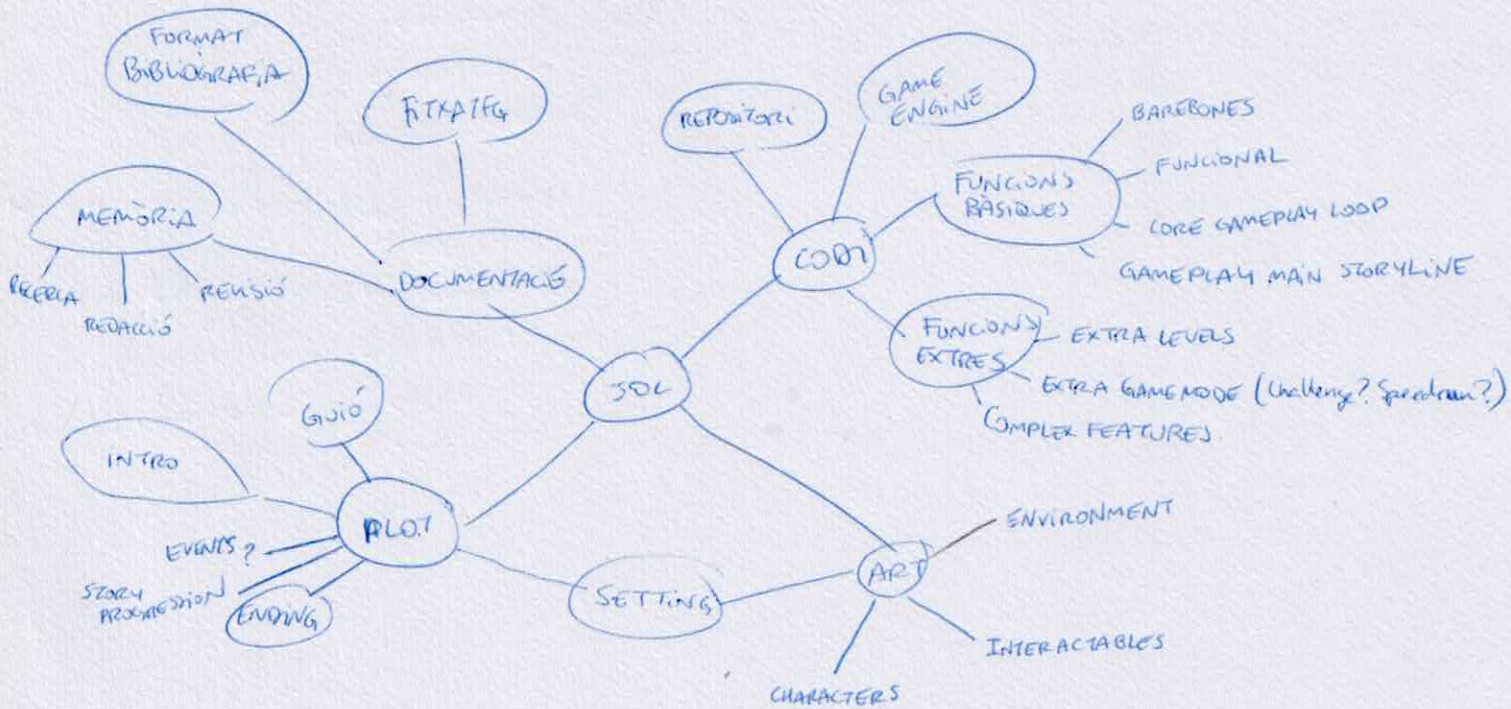 FORMAT
BIBLIOGRAFIA
FITXA TFG
REPOSITORI
GAME
ENGINE
BAREBONES
FUNCIONAL
CORE GAMEPLAY LOOP
GAMEPLAY MAIN STORYLINE
FUNCIONS
BÀSIQUES
MEMÒRIA
RECERCA
REDACCIÓ
REVISIÓ
DOCUMENTACIÓ
CODI
FUNCIONS
EXTRES
EXTRA LEVELS
EXTRA GAMEMODE (Challenge? Speedrun?)
COMPLEX FEATURES
SOL
GUIÓ
INTRO
PLOT
EVENTS?
STORY
PROGRESSION
ENDING
SETTING
ART
ENVIRONMENT
INTERACTABLES
CHARACTERS